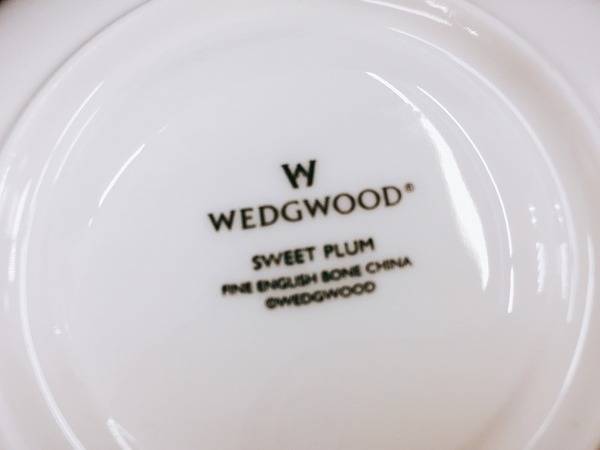 W
WEDGWOOD®
SWEET PLUM
FINE ENGLISH BONE CHINA
©WEDGWOOD